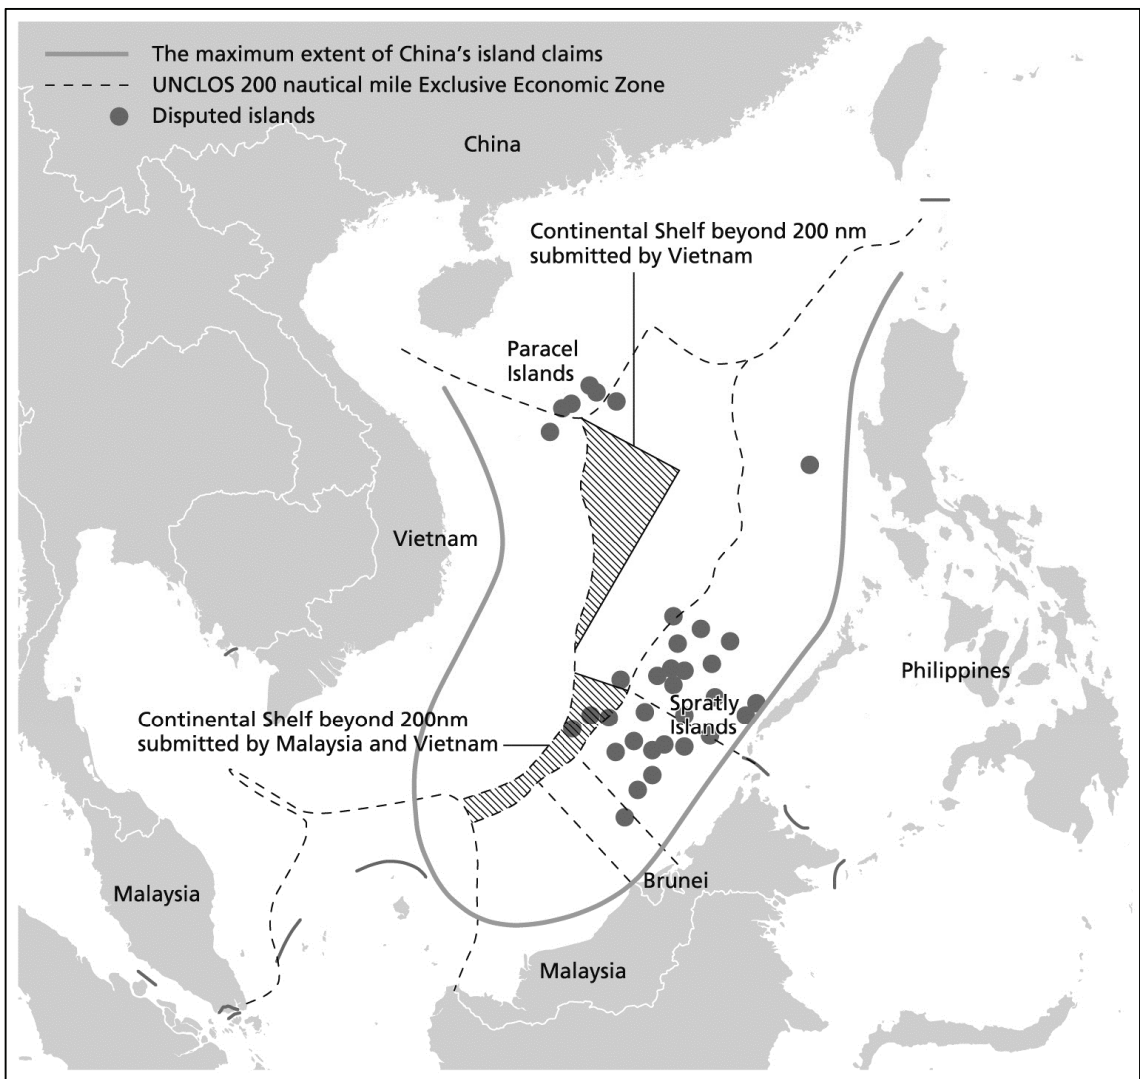 The maximum extent of China's island claims
UNCLOS 200 nautical mile Exclusive Economic Zone
Disputed islands
China
Continental Shelf beyond 200 nm
submitted by Vietnam
Paracel
Islands
Vietnam
Philippines
Spratly
Islands
Continental Shelf beyond 200nm
submitted by Malaysia and Vietnam
Malaysia
Brunei
Malaysia